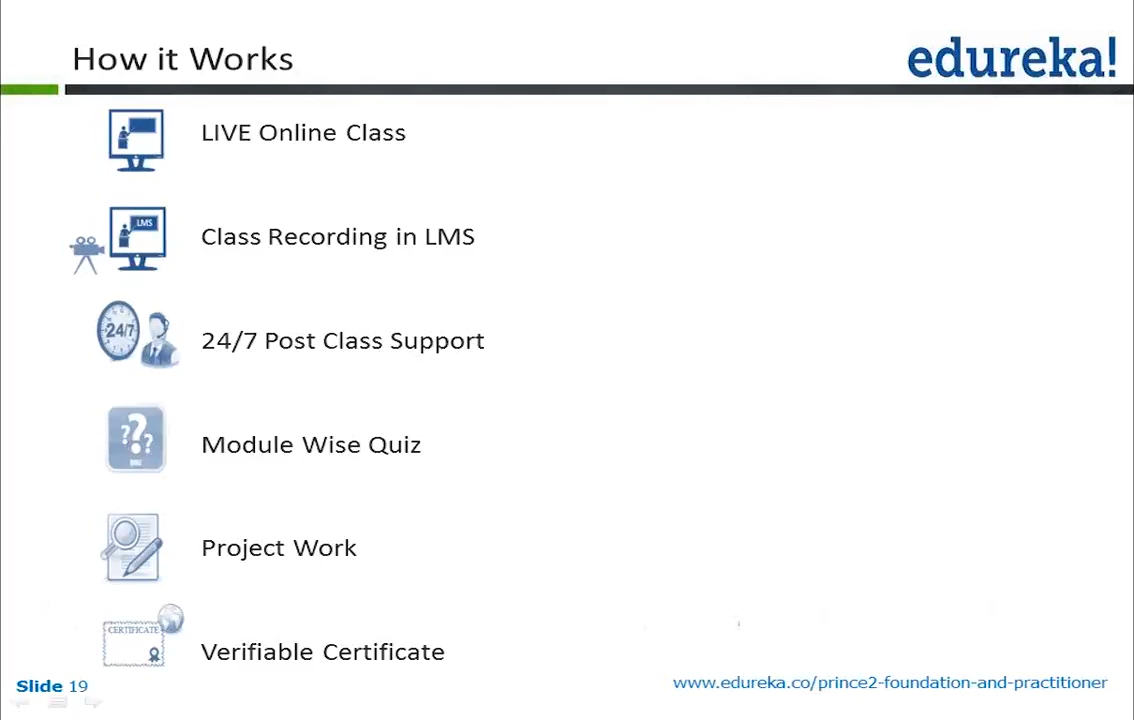 How it Works
edureka!
LIVE Online Class
LMS
Class Recording in LMS
24/7
24/7 Post Class Support
???
Module Wise Quiz
Project Work
CERTIFICATE
Verifiable Certificate
Slide 19
www.edureka.co/prince2-foundation-and-practitioner